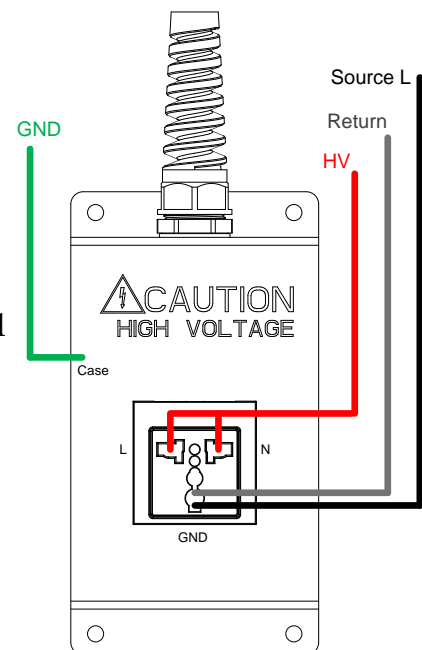 Source L
Return
GND
HV
CAUTION
HIGH VOLTAGE
Case
L
N
GND